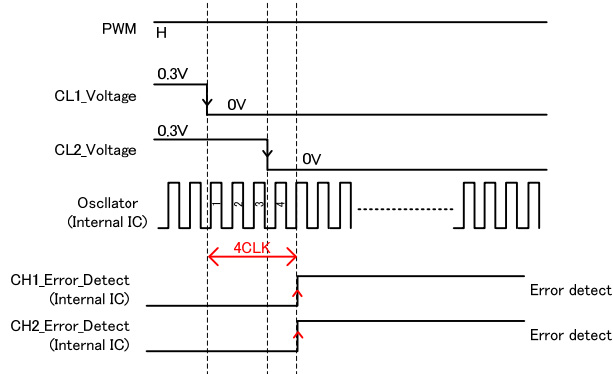 PWM
H
0.3V
CL1_Voltage
0V
0.3V
CL2_Voltage
0V
Oscllator
(Internal IC)
1 2 3 4
4CLK
CH1_Error_Detect
(Internal IC)
Error detect
CH2_Error_Detect
(Internal IC)
Error detect